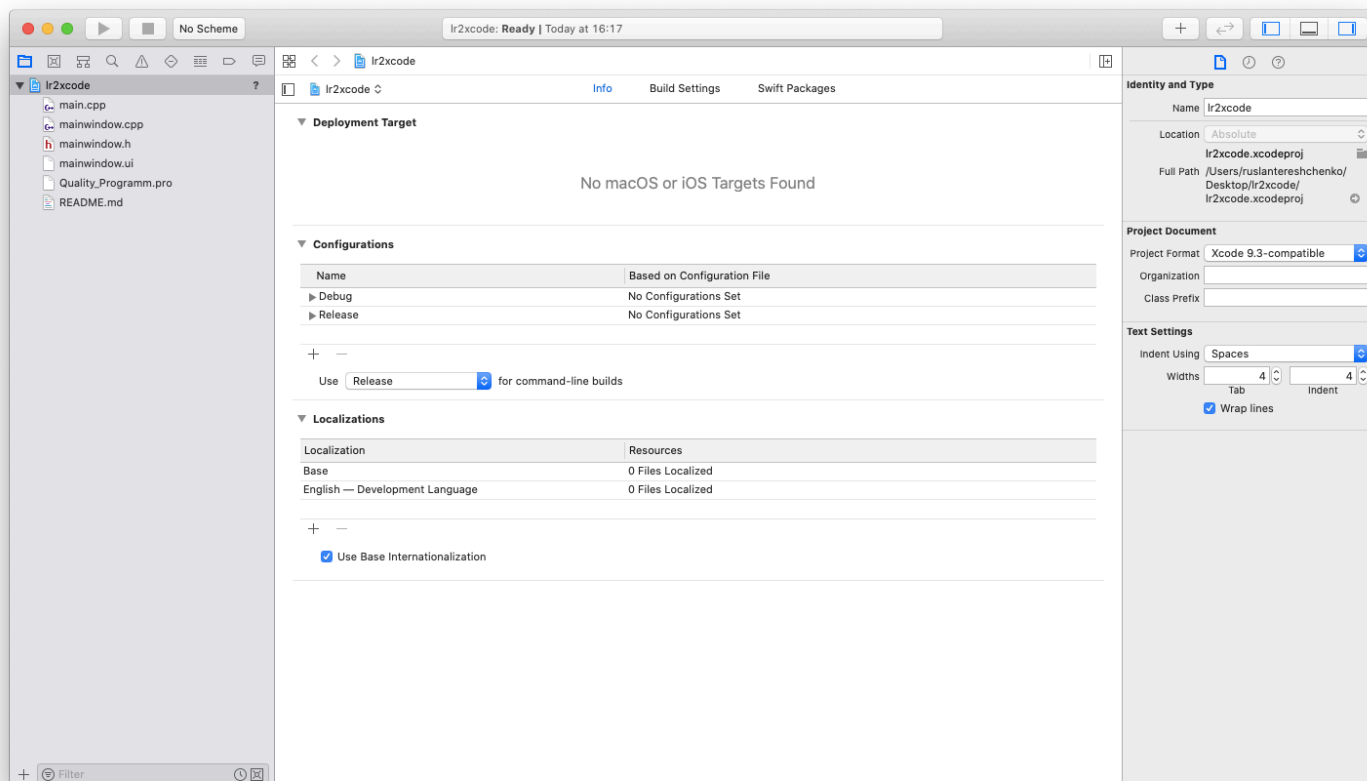 No Scheme
lr2xcode: Ready | Today at 16:17
lr2xcode ?
main.cpp
mainwindow.cpp
mainwindow.h
mainwindow.ui
Quality_Programm.pro
README.md
Filter
lr2xcode
lr2xcode
Info Build Settings Swift Packages
Deployment Target
No macOS or iOS Targets Found
Configurations
Name Based on Configuration File
Debug No Configurations Set
Release No Configurations Set
Use Release for command-line builds
Localizations
Localization Resources
Base 0 Files Localized
English — Development Language 0 Files Localized
Use Base Internationalization
Identity and Type
Name lr2xcode
Location Absolute
lr2xcode.xcodeproj
Full Path /Users/ruslantereshchenko/
Desktop/lr2xcode/
lr2xcode.xcodeproj
Project Document
Project Format Xcode 9.3-compatible
Organization
Class Prefix
Text Settings
Indent Using Spaces
Widths 4 4
Tab Indent
Wrap lines